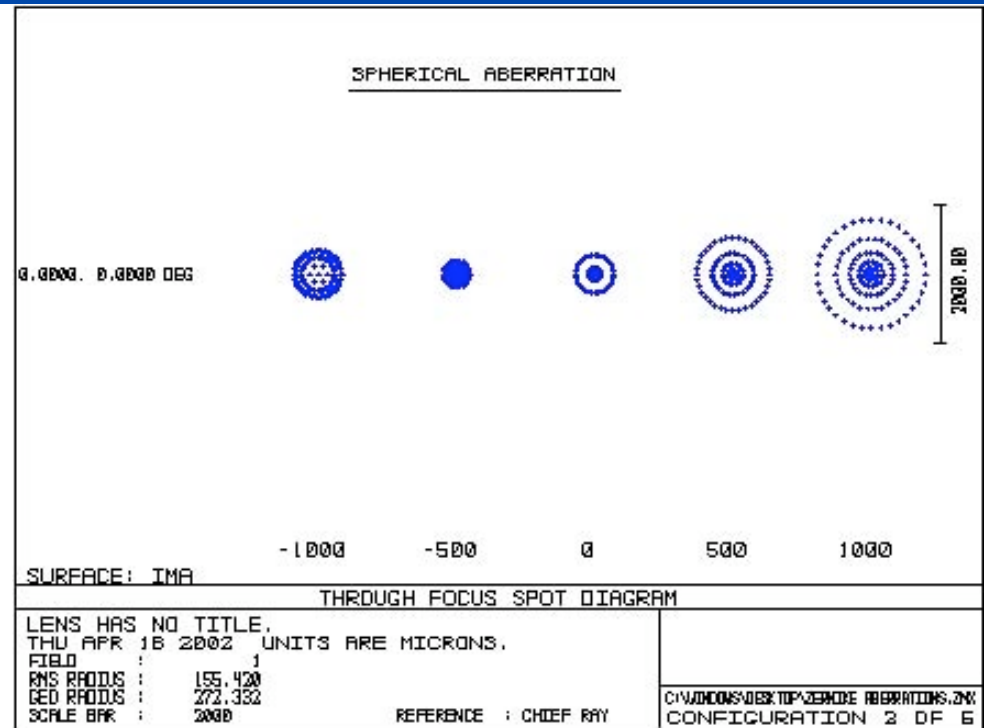 SPHERICAL ABERRATION
0.0000, 0.0000 DEG
2000.00
-1000 -500 0 500 1000
SURFACE: IMA
THROUGH FOCUS SPOT DIAGRAM
LENS HAS NO TITLE.
THU APR 18 2002 UNITS ARE MICRONS.
FIELD : 1
RMS RADIUS : 155.420
GEO RADIUS : 272.332
SCALE BAR : 2000 REFERENCE : CHIEF RAY
C:\WINDOWS\DESKTOP\ZERNIKE ABERRATIONS.ZMX
CONFIGURATION 2 OF 6